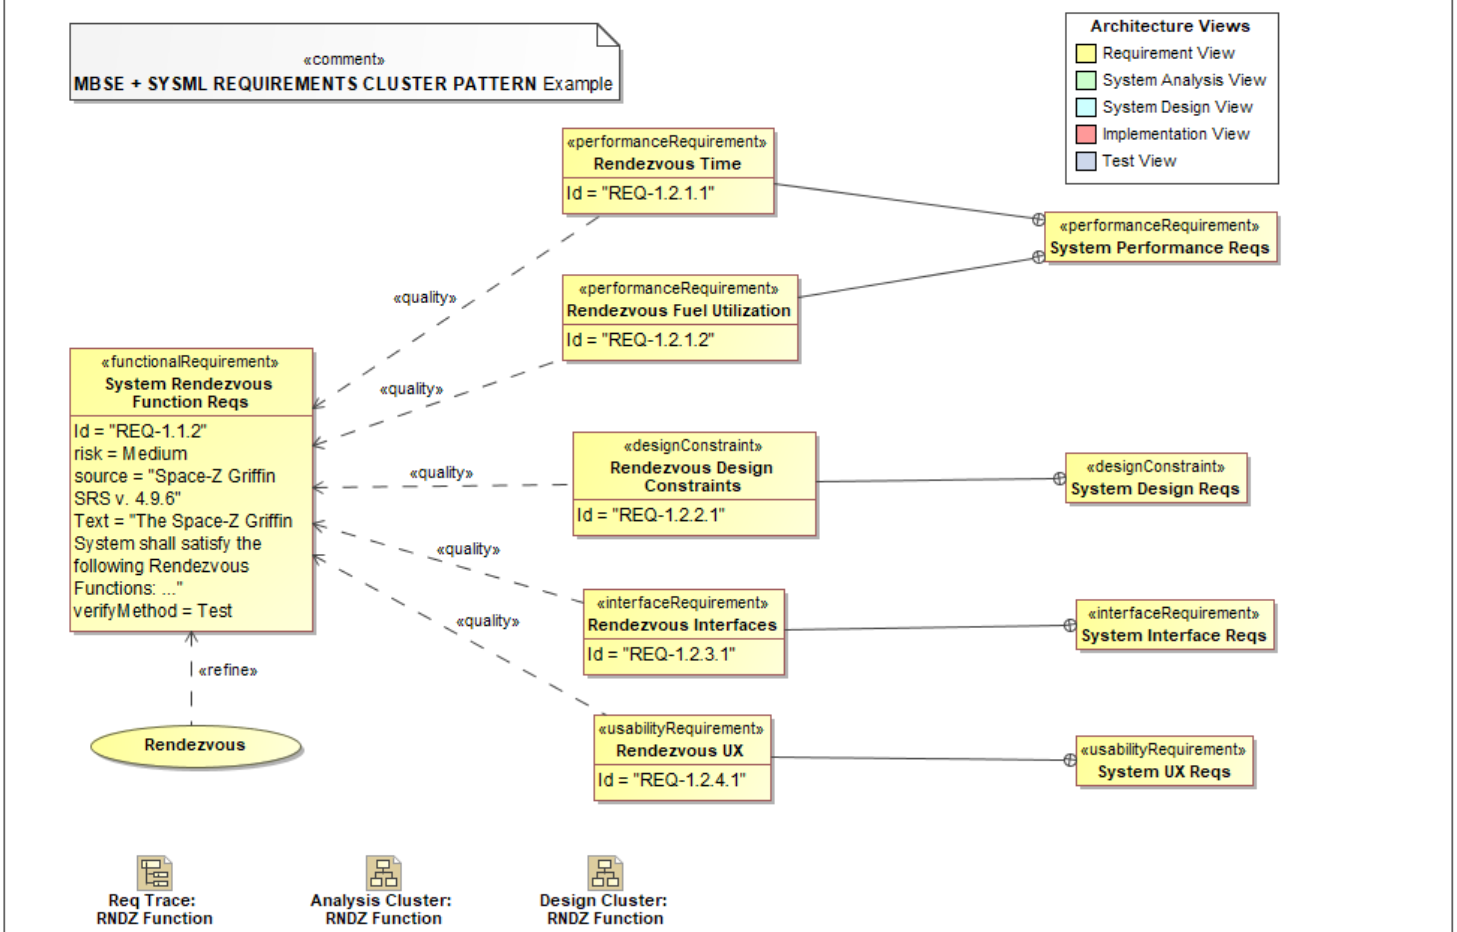 «comment»
MBSE + SYSML REQUIREMENTS CLUSTER PATTERN Example
Architecture Views
Requirement View
System Analysis View
System Design View
Implementation View
Test View
«performanceRequirement»
Rendezvous Time
Id = "REQ-1.2.1.1"
«performanceRequirement»
System Performance Reqs
«quality»
«performanceRequirement»
Rendezvous Fuel Utilization
Id = "REQ-1.2.1.2"
«quality»
«functionalRequirement»
System Rendezvous
Function Reqs
Id = "REQ-1.1.2"
risk = Medium
source = "Space-Z Griffin
SRS v. 4.9.6"
Text = "The Space-Z Griffin
System shall satisfy the
following Rendezvous
Functions: ..."
verifyMethod = Test
«quality»
«designConstraint»
Rendezvous Design
Constraints
Id = "REQ-1.2.2.1"
«designConstraint»
System Design Reqs
«quality»
«interfaceRequirement»
Rendezvous Interfaces
Id = "REQ-1.2.3.1"
«interfaceRequirement»
System Interface Reqs
«quality»
«refine»
Rendezvous
«usabilityRequirement»
Rendezvous UX
Id = "REQ-1.2.4.1"
«usabilityRequirement»
System UX Reqs
Req Trace:
RNDZ Function
Analysis Cluster:
RNDZ Function
Design Cluster:
RNDZ Function